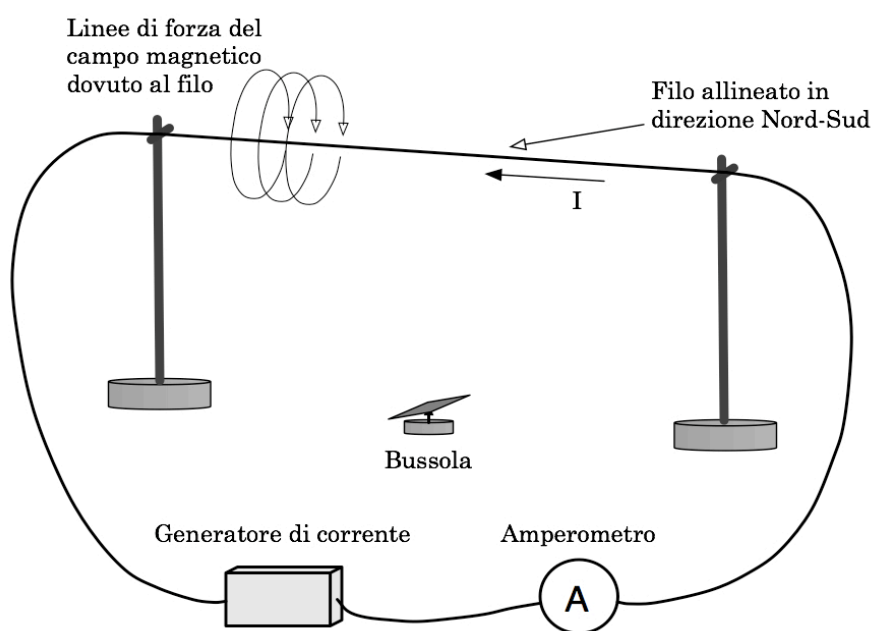 Linee di forza del
campo magnetico
dovuto al filo
Filo allineato in
direzione Nord-Sud
I
Bussola
Generatore di corrente
Amperometro
A